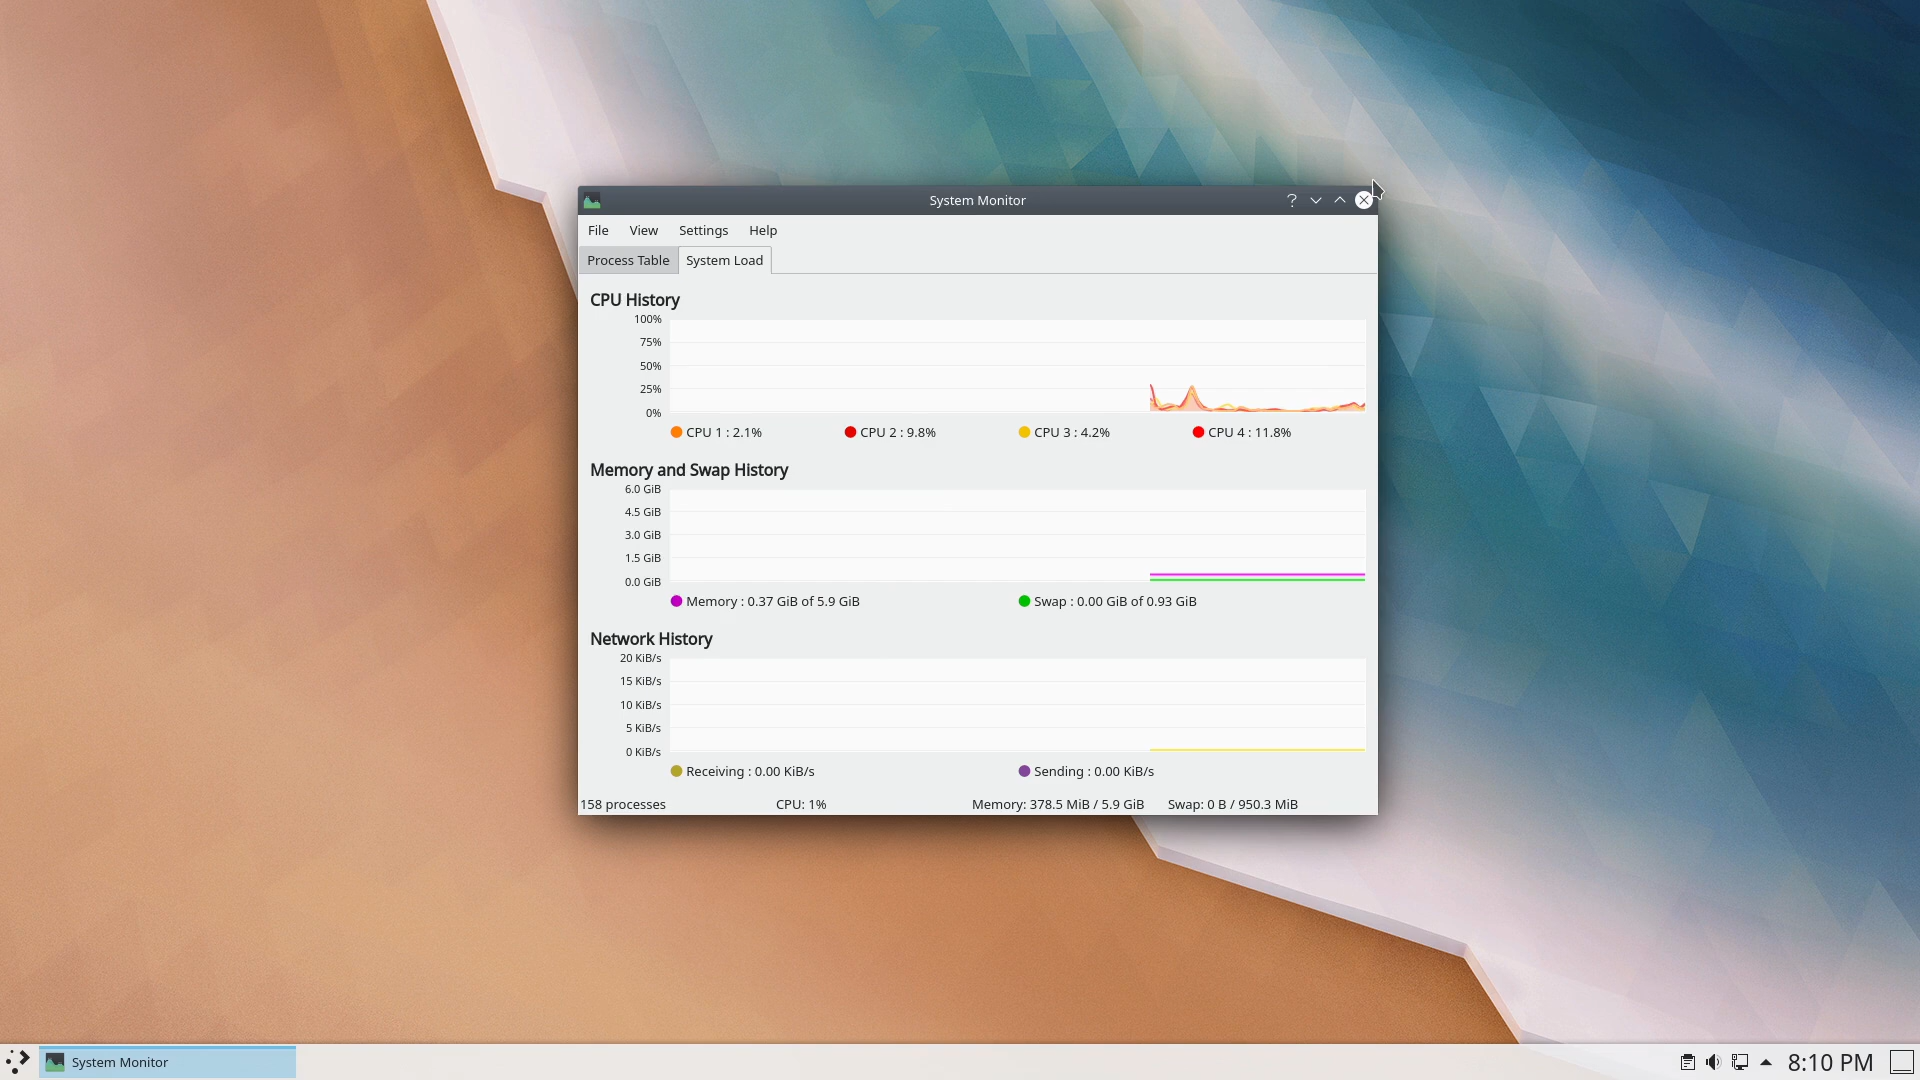 System Monitor
?
File View Settings Help
Process Table System Load
CPU History
100%
75%
50%
25%
0%
CPU 1 : 2.1% CPU 2 : 9.8% CPU 3 : 4.2% CPU 4 : 11.8%
Memory and Swap History
6.0 GiB
4.5 GiB
3.0 GiB
1.5 GiB
0.0 GiB
Memory : 0.37 GiB of 5.9 GiB Swap : 0.00 GiB of 0.93 GiB
Network History
20 KiB/s
15 KiB/s
10 KiB/s
5 KiB/s
0 KiB/s
Receiving : 0.00 KiB/s Sending : 0.00 KiB/s
158 processes CPU: 1% Memory: 378.5 MiB / 5.9 GiB Swap: 0 B / 950.3 MiB
System Monitor 8:10 PM